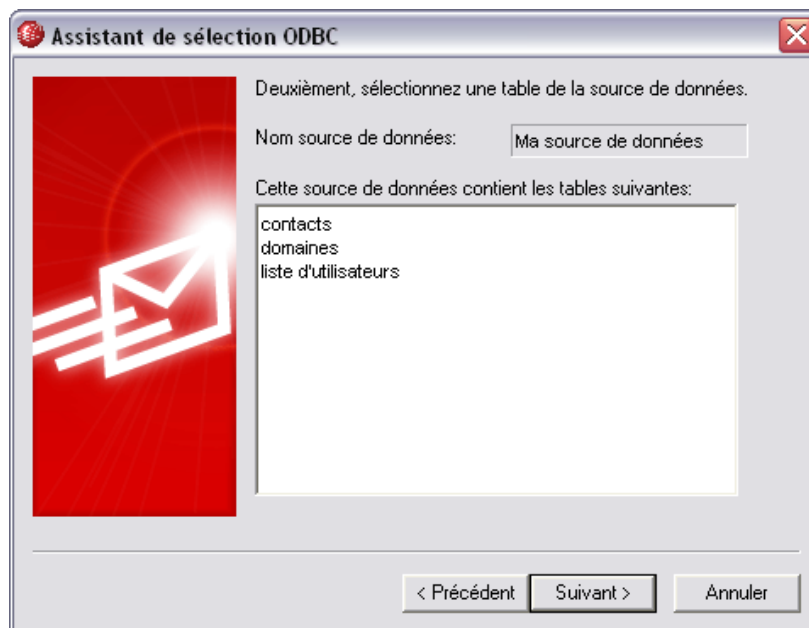 Assistant de sélection ODBC
Deuxièment, sélectionnez une table de la source de données.
Nom source de données: Ma source de données
Cette source de données contient les tables suivantes:
contacts
domaines
liste d'utilisateurs
< Précédent Suivant > Annuler